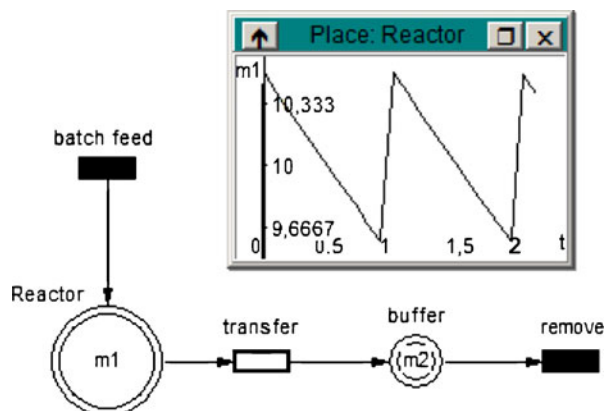 Place: Reactor
m1
10,333
10
9,6667
0 0.5 1 1,5 2 t
batch feed
Reactor
m1
transfer
buffer
(m2)
remove